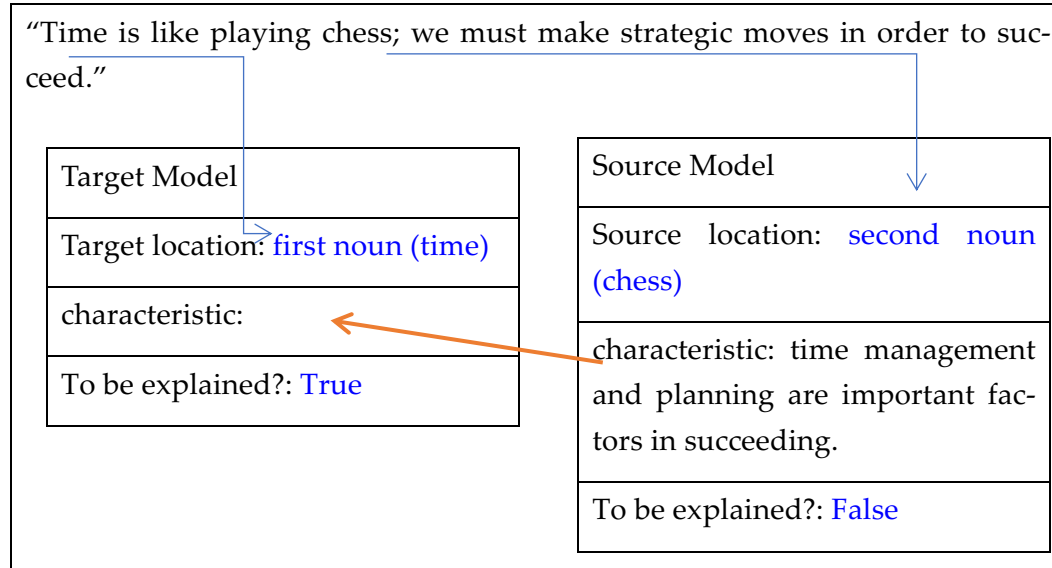 “Time is like playing chess; we must make strategic moves in order to suc-
ceed.”
Target Model
Target location: first noun (time)
characteristic:
To be explained?: True
Source Model
Source location: second noun
(chess)
characteristic: time management
and planning are important fac-
tors in succeeding.
To be explained?: False